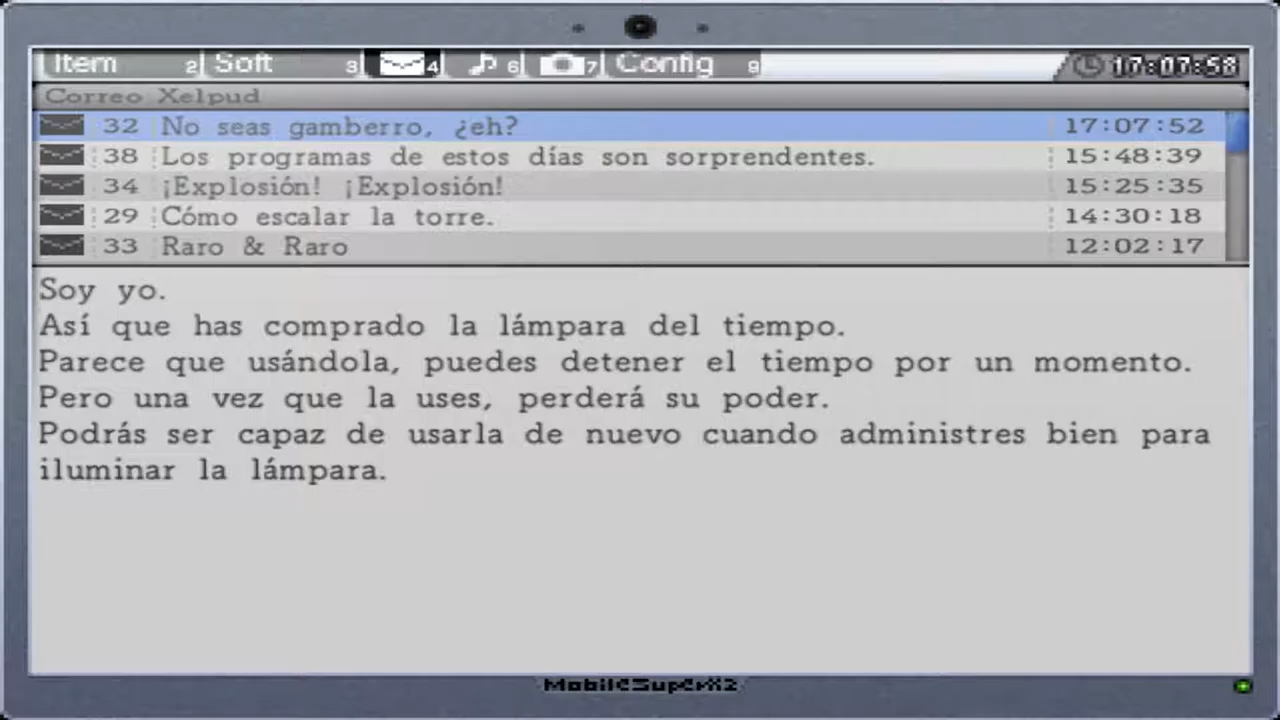 Item 2 Soft 3 4 6 7 Config 9 17:07:58
Correo Xelpud
32 No seas gamberro, ¿eh? 17:07:52
38 Los programas de estos días son sorprendentes. 15:48:39
34 ¡Explosión! ¡Explosión! 15:25:35
29 Cómo escalar la torre. 14:30:18
33 Raro & Raro 12:02:17
Soy yo.
Así que has comprado la lámpara del tiempo.
Parece que usándola, puedes detener el tiempo por un momento.
Pero una vez que la uses, perderá su poder.
Podrás ser capaz de usarla de nuevo cuando administres bien para
iluminar la lámpara.
MobileSuperX2